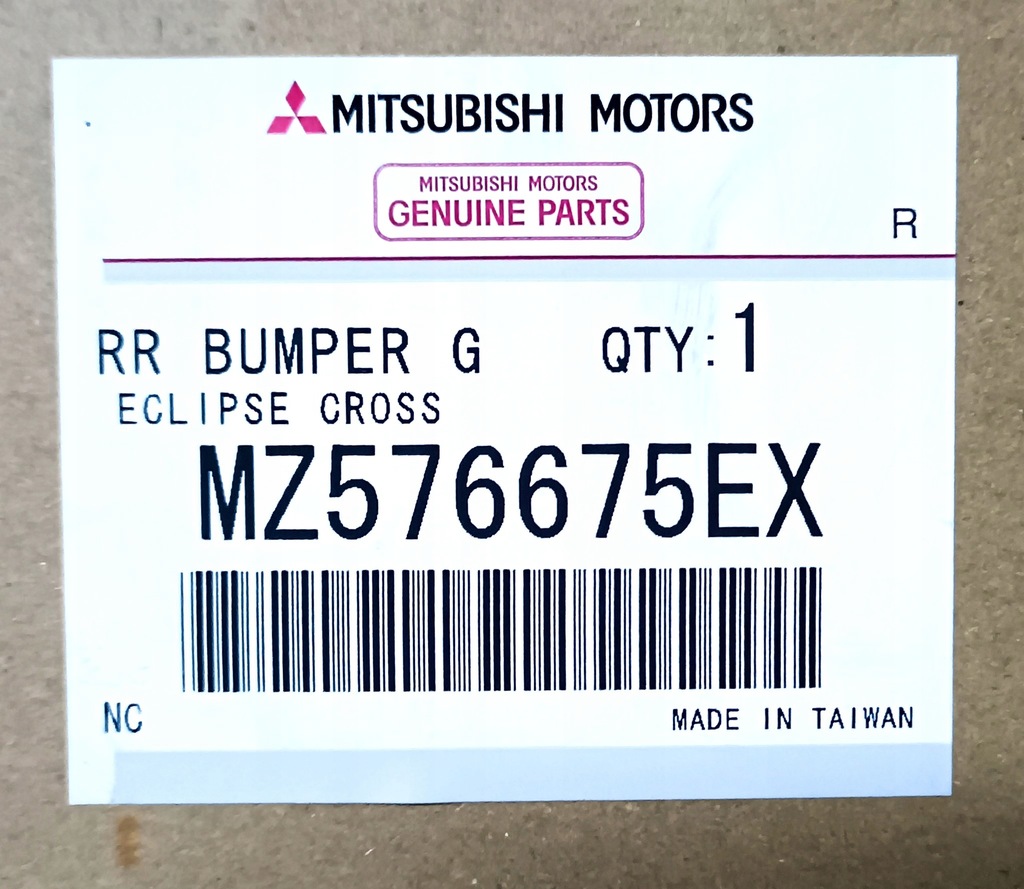 MITSUBISHI MOTORS
MITSUBISHI MOTORS
GENUINE PARTS
R
RR BUMPER G QTY:1
ECLIPSE CROSS
MZ576675EX
NC MADE IN TAIWAN